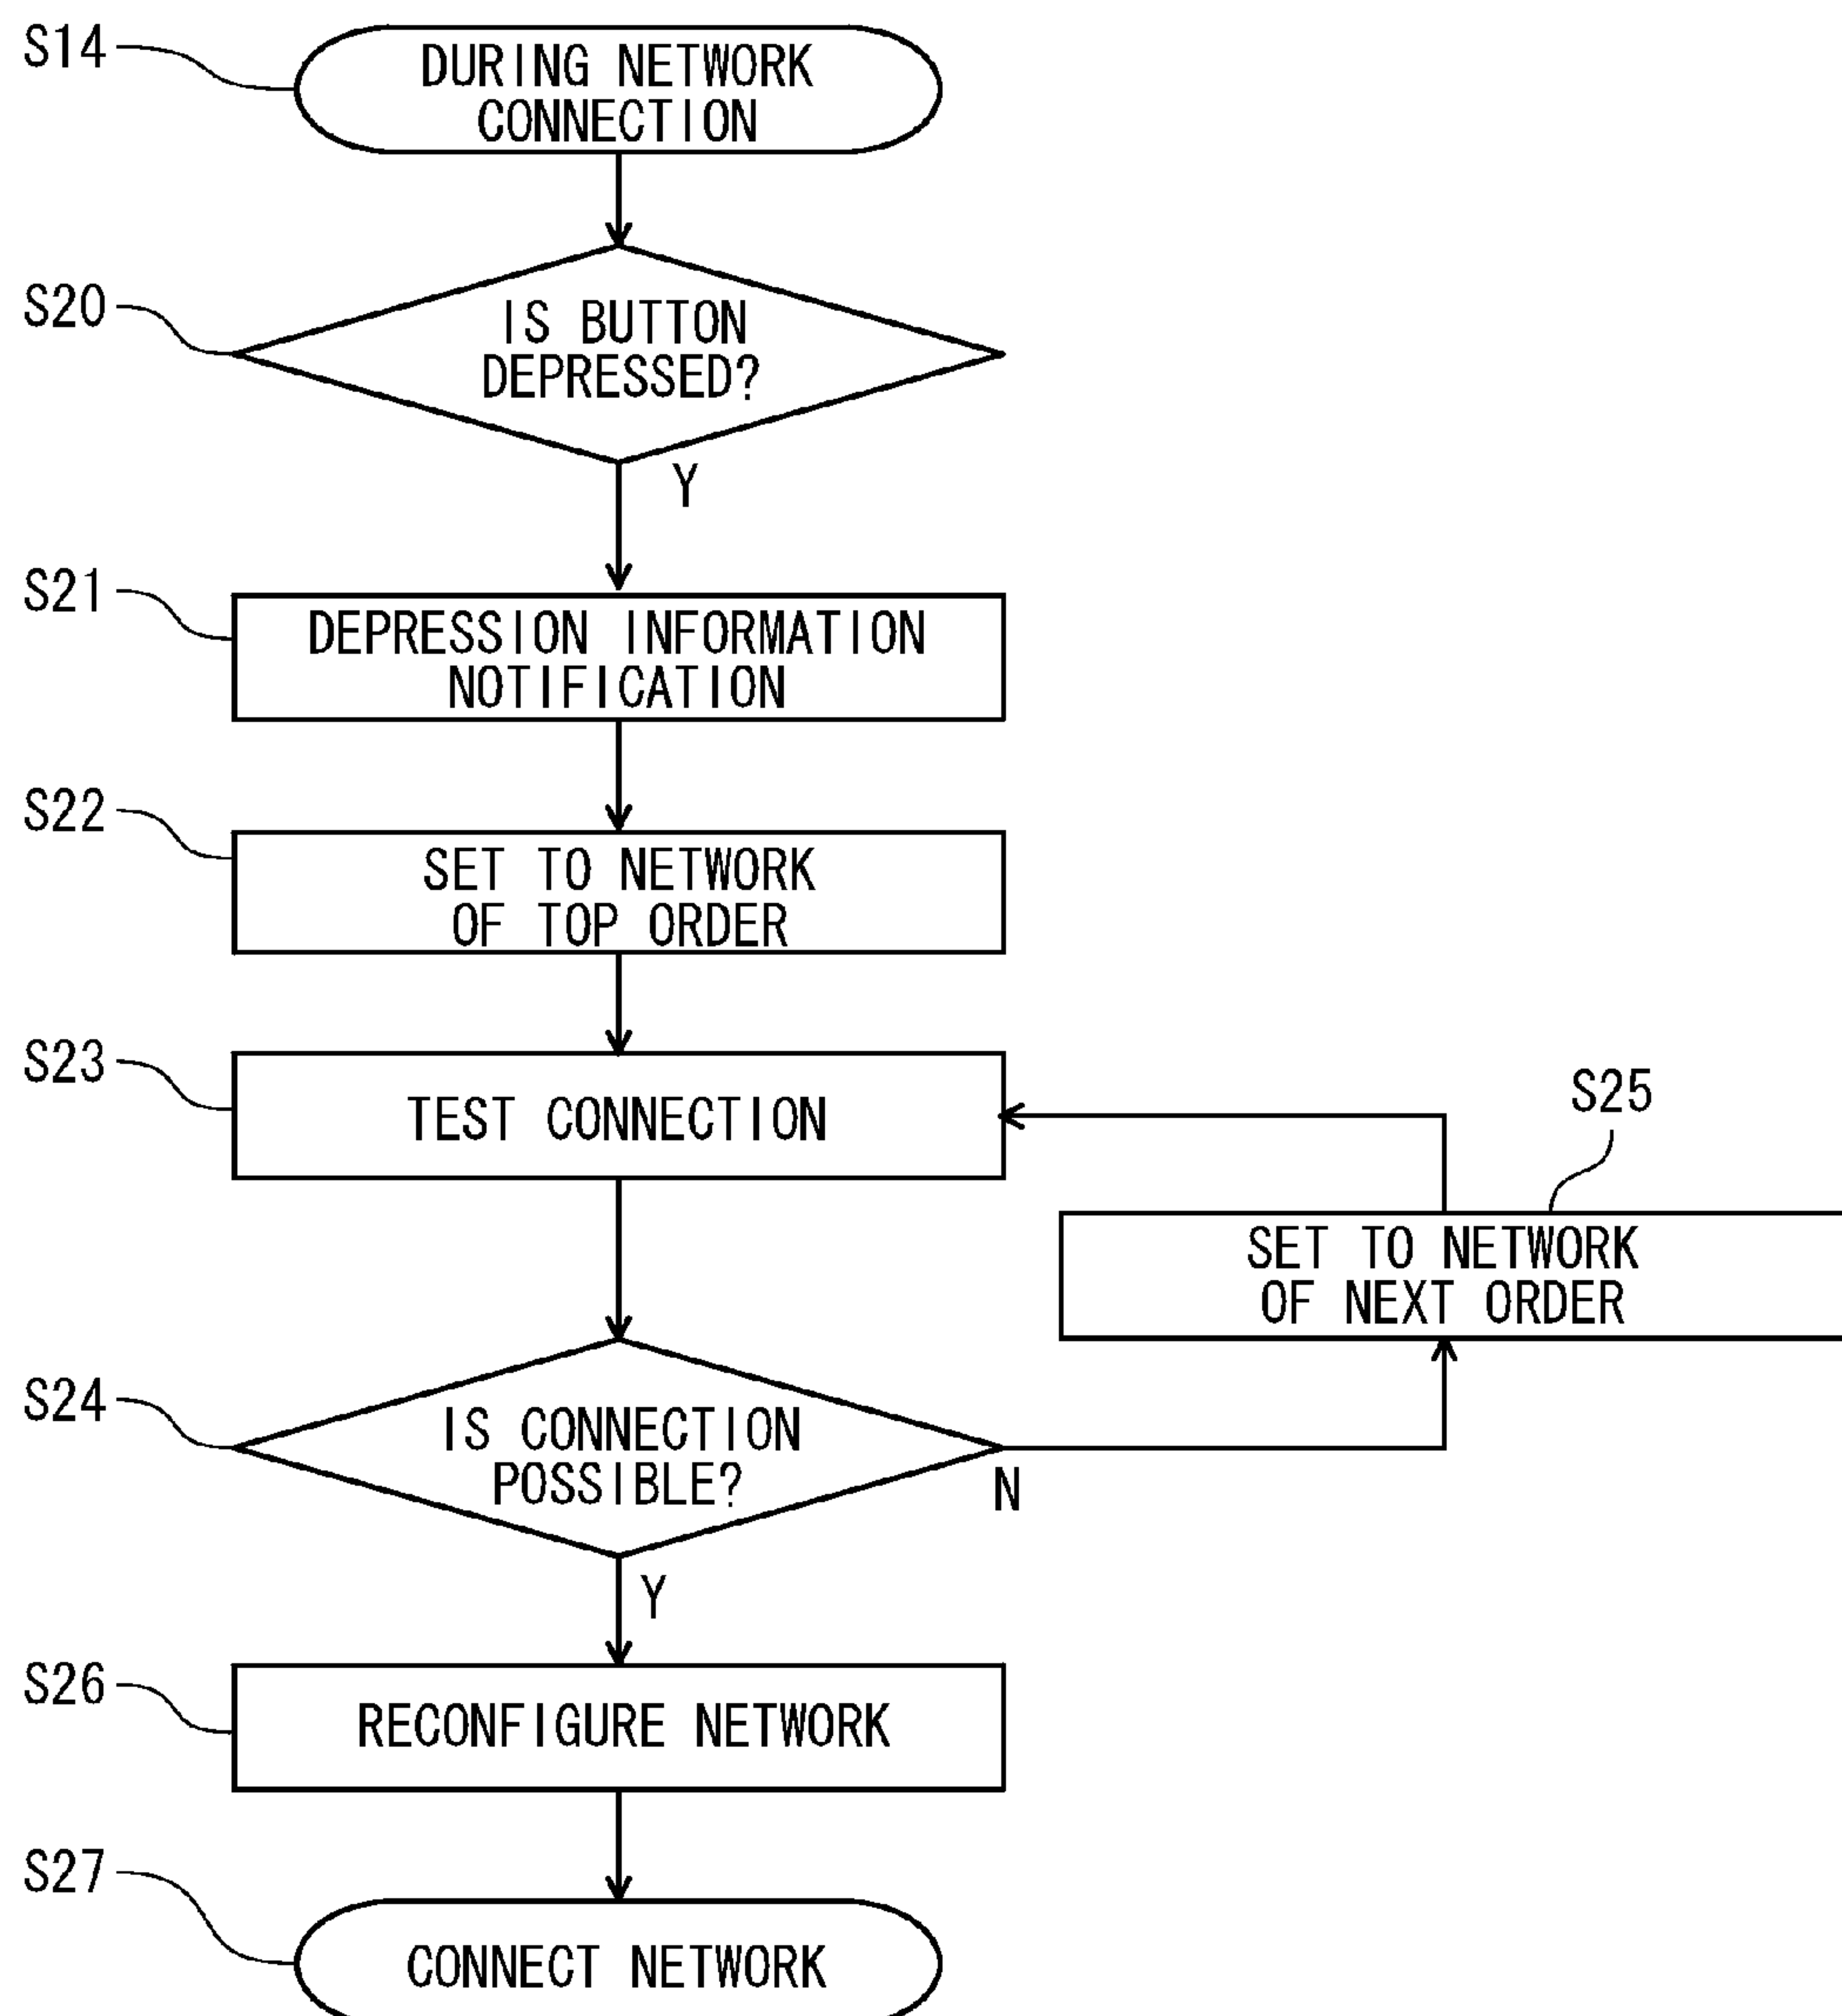 S14
DURING NETWORK
CONNECTION
S20
IS BUTTON
DEPRESSED?
Y
S21
DEPRESSION INFORMATION
NOTIFICATION
S22
SET TO NETWORK
OF TOP ORDER
S23
TEST CONNECTION
S25
SET TO NETWORK
OF NEXT ORDER
S24
IS CONNECTION
POSSIBLE?
N
Y
S26
RECONFIGURE NETWORK
S27
CONNECT NETWORK